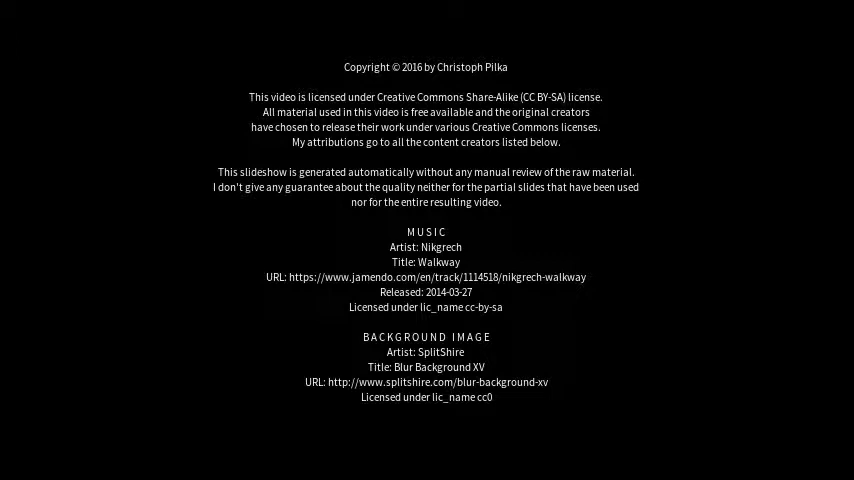 Copyright © 2016 by Christoph Pilka
This video is licensed under Creative Commons Share-Alike (CC BY-SA) license.
All material used in this video is free available and the original creators
have chosen to release their work under various Creative Commons licenses.
My attributions go to all the content creators listed below.
This slideshow is generated automatically without any manual review of the raw material.
I don't give any guarantee about the quality neither for the partial slides that have been used
nor for the entire resulting video.
M U S I C
Artist: Nikgrech
Title: Walkway
URL: https://www.jamendo.com/en/track/1114518/nikgrech-walkway
Released: 2014-03-27
Licensed under lic_name cc-by-sa
B A C K G R O U N D   I M A G E
Artist: SplitShire
Title: Blur Background XV
URL: http://www.splitshire.com/blur-background-xv
Licensed under lic_name cc0